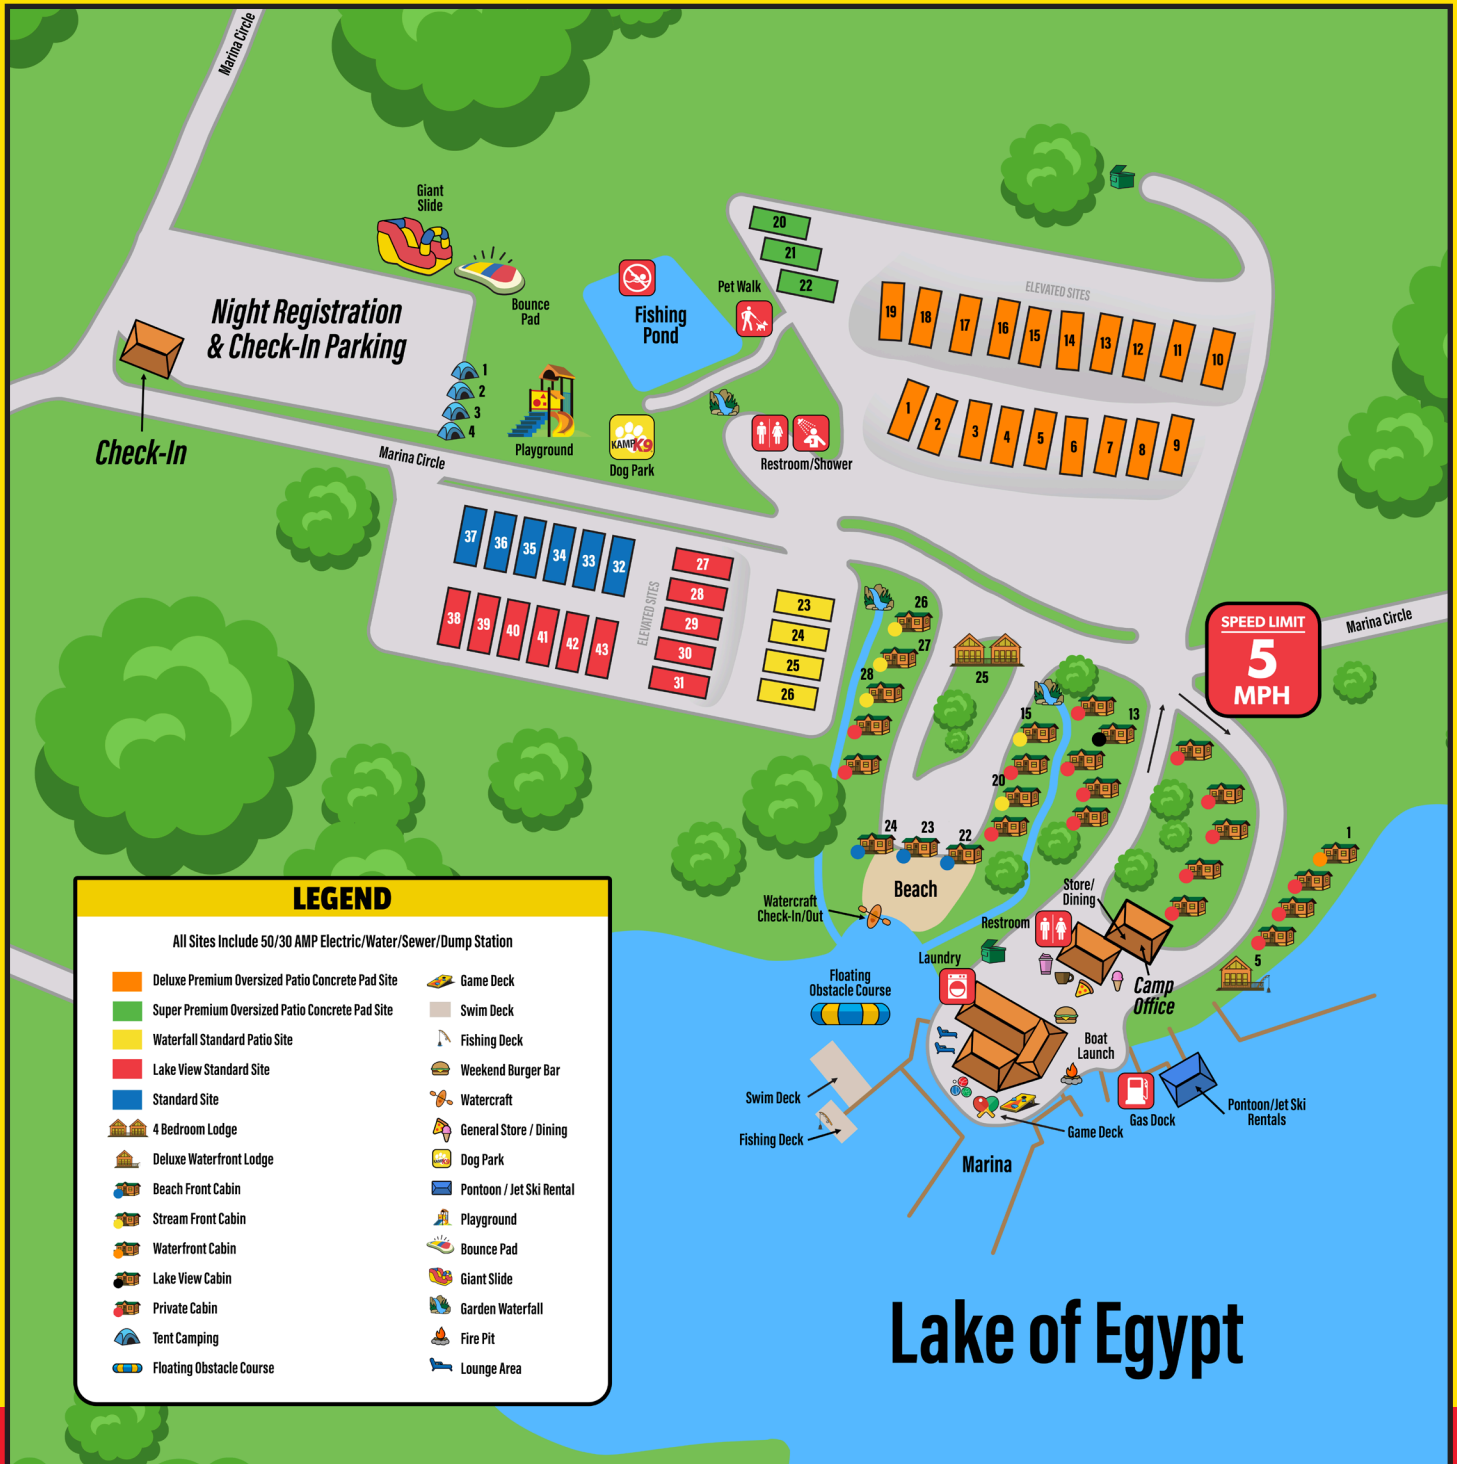 Marina Circle
Giant
Slide
Bounce
Pad
Night Registration
& Check-In Parking
Check-In
1
2
3
4
Marina Circle
Playground
Fishing
Pond
Pet Walk
KAMP K9
Dog Park
Restroom/Shower
20
21
22
ELEVATED SITES
19
18
17
16
15
14
13
12
11
10
1
2
3
4
5
6
7
8
9
37
36
35
34
33
32
38
39
40
41
42
43
ELEVATED SITES
27
28
29
30
31
23
24
25
26
26
27
28
25
15
13
20
24
23
22
SPEED LIMIT
5
MPH
Marina Circle
1
5
Beach
Watercraft
Check-In/Out
Store/
Dining
Restroom
Laundry
Camp
Office
Floating
Obstacle Course
Boat
Launch
Swim Deck
Fishing Deck
Game Deck
Gas Dock
Pontoon/Jet Ski
Rentals
Marina
Lake of Egypt
LEGEND
All Sites Include 50/30 AMP Electric/Water/Sewer/Dump Station
Deluxe Premium Oversized Patio Concrete Pad Site
Super Premium Oversized Patio Concrete Pad Site
Waterfall Standard Patio Site
Lake View Standard Site
Standard Site
4 Bedroom Lodge
Deluxe Waterfront Lodge
Beach Front Cabin
Stream Front Cabin
Waterfront Cabin
Lake View Cabin
Private Cabin
Tent Camping
Floating Obstacle Course
Game Deck
Swim Deck
Fishing Deck
Weekend Burger Bar
Watercraft
General Store / Dining
Dog Park
Pontoon / Jet Ski Rental
Playground
Bounce Pad
Giant Slide
Garden Waterfall
Fire Pit
Lounge Area